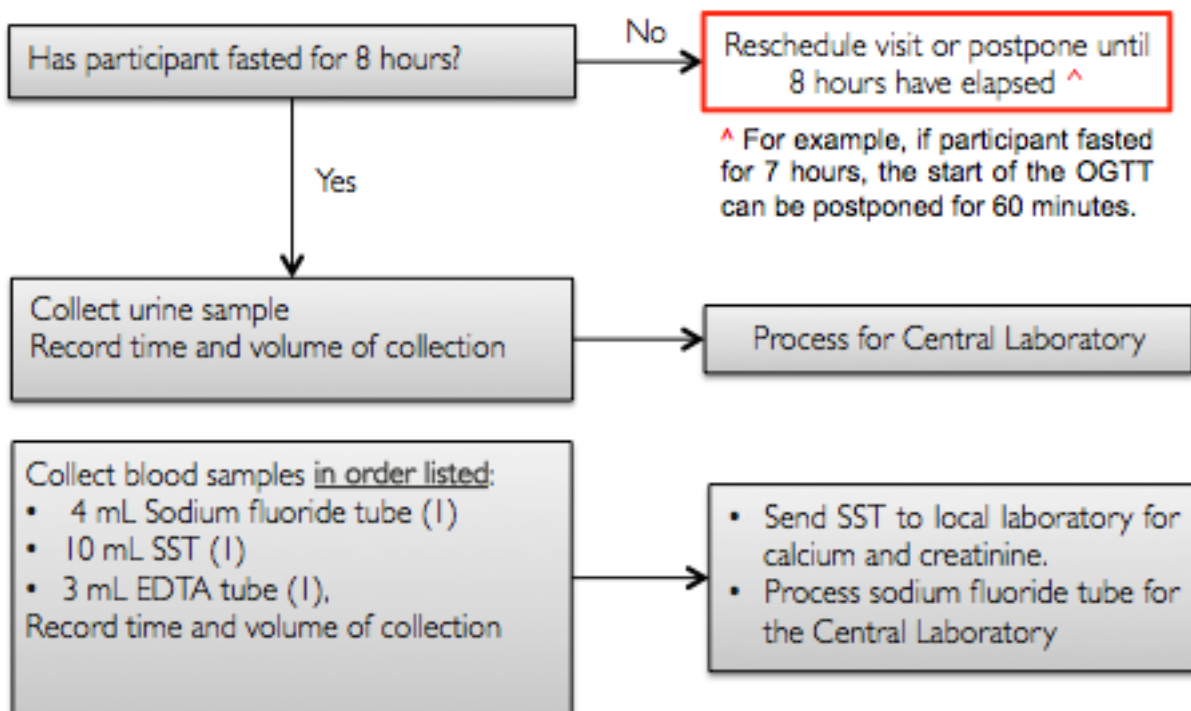 Has participant fasted for 8 hours?
No
Reschedule visit or postpone until
8 hours have elapsed ^
^ For example, if participant fasted
for 7 hours, the start of the OGTT
can be postponed for 60 minutes.
Yes
Collect urine sample
Record time and volume of collection
Process for Central Laboratory
Collect blood samples in order listed:
• 4 mL Sodium fluoride tube (1)
• 10 mL SST (1)
• 3 mL EDTA tube (1),
Record time and volume of collection
• Send SST to local laboratory for
calcium and creatinine.
• Process sodium fluoride tube for
the Central Laboratory